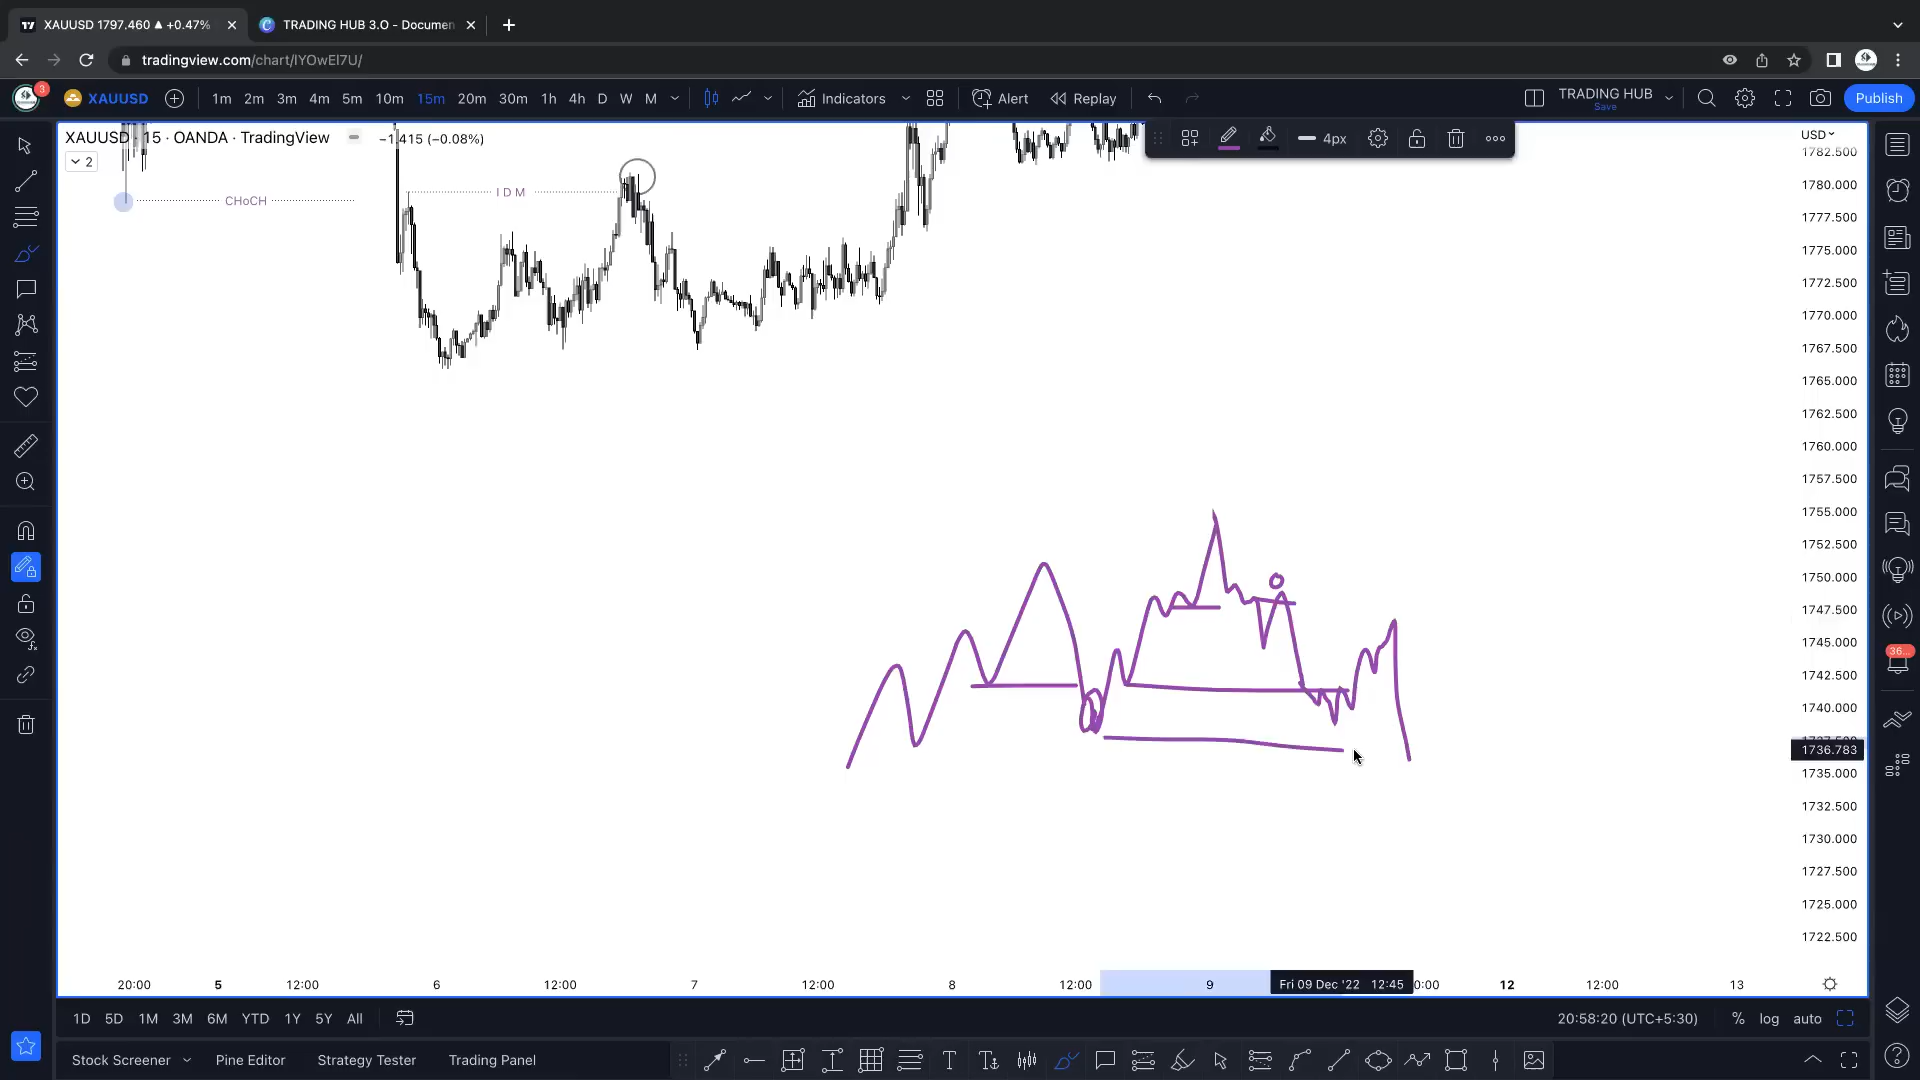 XAUUSD 1797.460 ▲ +0.47%
TRADING HUB 3.O - Documen
tradingview.com/chart/IYOwEI7U/
3
XAUUSD 1m 2m 3m 4m 5m 10m 15m 20m 30m 1h 4h D W M Indicators Alert Replay TRADING HUB Save Publish
XAUUSD · 15 · OANDA · TradingView −1.415 (−0.08%)
2
4px
USD
CHoCH
I D M
1782.500
1780.000
1777.500
1775.000
1772.500
1770.000
1767.500
1765.000
1762.500
1760.000
1757.500
1755.000
1752.500
1750.000
1747.500
1745.000
1742.500
1740.000
1736.783
1735.000
1732.500
1730.000
1727.500
1725.000
1722.500
36...
20:00 5 12:00 6 12:00 7 12:00 8 12:00 9 Fri 09 Dec '22 12:45 0:00 12 12:00 13
1D 5D 1M 3M 6M YTD 1Y 5Y All 20:58:20 (UTC+5:30) % log auto
Stock Screener Pine Editor Strategy Tester Trading Panel